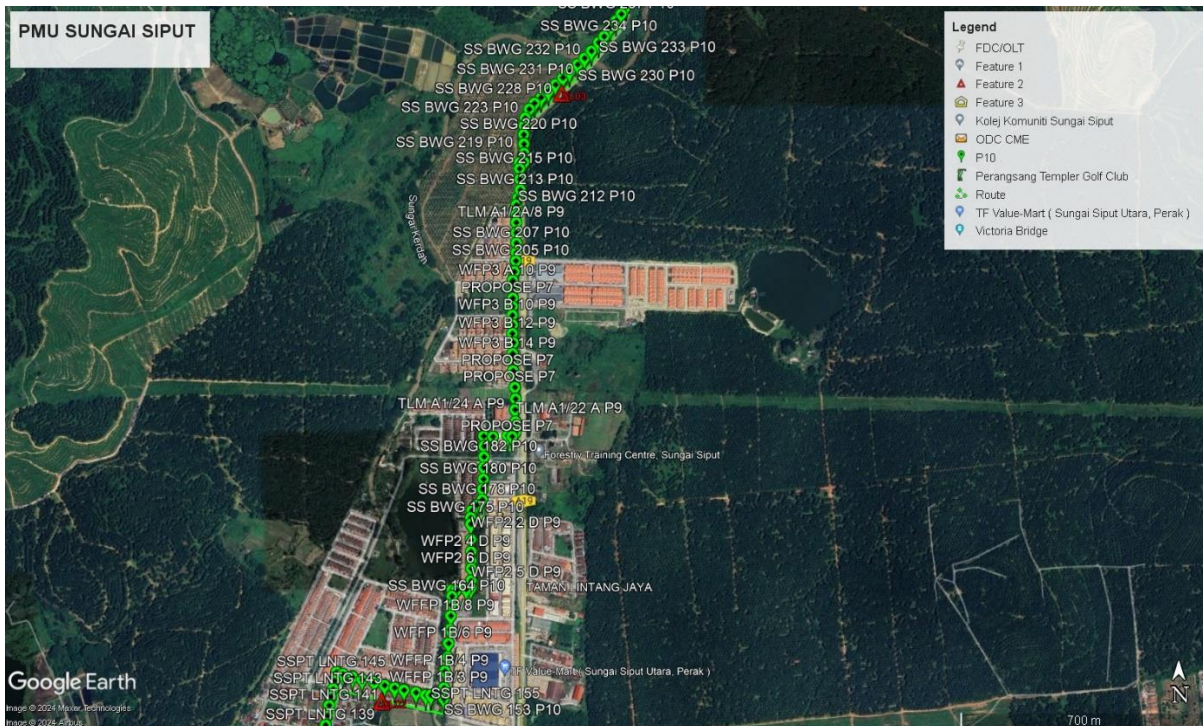 PMU SUNGAI SIPUT
SS BWG 234 P10
SS BWG 232 P10
SS BWG 233 P10
SS BWG 231 P10
SS BWG 230 P10
SS BWG 228 P10
SS BWG 223 P10
SS BWG 220 P10
SS BWG 219 P10
SS BWG 215 P10
SS BWG 213 P10
SS BWG 212 P10
TLM A1/2A/8 P9
Sungai Kerdah
SS BWG 207 P10
SS BWG 205 P10
WFP3 A 10 P9
PROPOSE P7
WFP3 B 10 P9
WFP3 B 12 P9
WFP3 B 14 P9
PROPOSE P7
PROPOSE P7
TLM A1/24 A P9
TLM A1/22 A P9
PROPOSE P7
SS BWG 182 P10
Forestry Training Centre, Sungai Siput
SS BWG 180 P10
SS BWG 178 P10
A19
SS BWG 175 P10
WFP2 2 D P9
WFP2 4 D P9
WFP2 6 D P9
WFP2 5 D P9
SS BWG 164 P10
TAMAN LINTANG JAYA
WFFP 1B/8 P9
WFFP 1B/6 P9
SSPT LNTG 145
WFFP 1B/4 P9
TF Value-Mart ( Sungai Siput Utara, Perak )
SSPT LNTG 143
WFFP 1B/3 P9
SSPT LNTG 141
SSPT LNTG 155
SSPT LNTG 139
SS BWG 153 P10
Legend
FDC/OLT
Feature 1
Feature 2
Feature 3
Kolej Komuniti Sungai Siput
ODC CME
P10
Perangsang Templer Golf Club
Route
TF Value-Mart ( Sungai Siput Utara, Perak )
Victoria Bridge
Google Earth
Image © 2024 Maxar Technologies
Image © 2024 Airbus
N
700 m